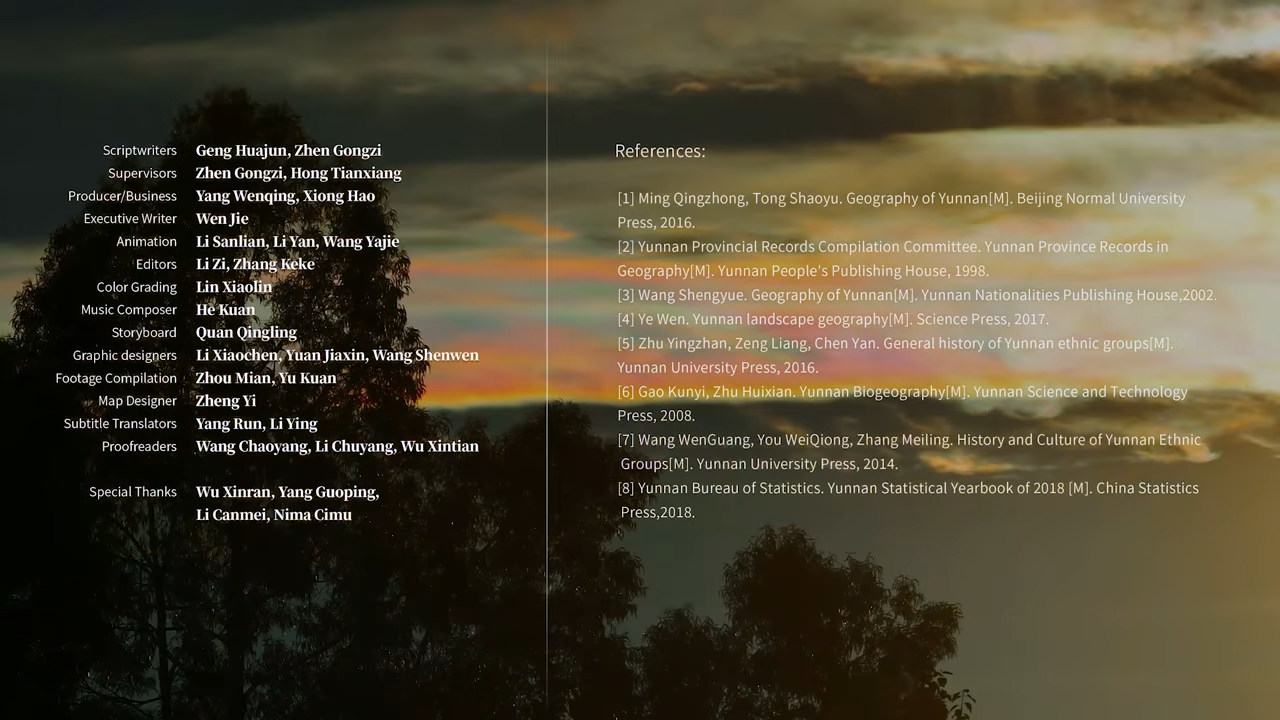 Scriptwriters Geng Huajun, Zhen Gongzi
Supervisors Zhen Gongzi, Hong Tianxiang
Producer/Business Yang Wenqing, Xiong Hao
Executive Writer Wen Jie
Animation Li Sanlian, Li Yan, Wang Yajie
Editors Li Zi, Zhang Keke
Color Grading Lin Xiaolin
Music Composer He Kuan
Storyboard Quan Qingling
Graphic designers Li Xiaochen, Yuan Jiaxin, Wang Shenwen
Footage Compilation Zhou Mian, Yu Kuan
Map Designer Zheng Yi
Subtitle Translators Yang Run, Li Ying
Proofreaders Wang Chaoyang, Li Chuyang, Wu Xintian
Special Thanks Wu Xinran, Yang Guoping,
Li Canmei, Nima Cimu
References:
[1] Ming Qingzhong, Tong Shaoyu. Geography of Yunnan[M]. Beijing Normal University
Press, 2016.
[2] Yunnan Provincial Records Compilation Committee. Yunnan Province Records in
Geography[M]. Yunnan People's Publishing House, 1998.
[3] Wang Shengyue. Geography of Yunnan[M]. Yunnan Nationalities Publishing House,2002.
[4] Ye Wen. Yunnan landscape geography[M]. Science Press, 2017.
[5] Zhu Yingzhan, Zeng Liang, Chen Yan. General history of Yunnan ethnic groups[M].
Yunnan University Press, 2016.
[6] Gao Kunyi, Zhu Huixian. Yunnan Biogeography[M]. Yunnan Science and Technology
Press, 2008.
[7] Wang WenGuang, You WeiQiong, Zhang Meiling. History and Culture of Yunnan Ethnic
Groups[M]. Yunnan University Press, 2014.
[8] Yunnan Bureau of Statistics. Yunnan Statistical Yearbook of 2018 [M]. China Statistics
Press,2018.